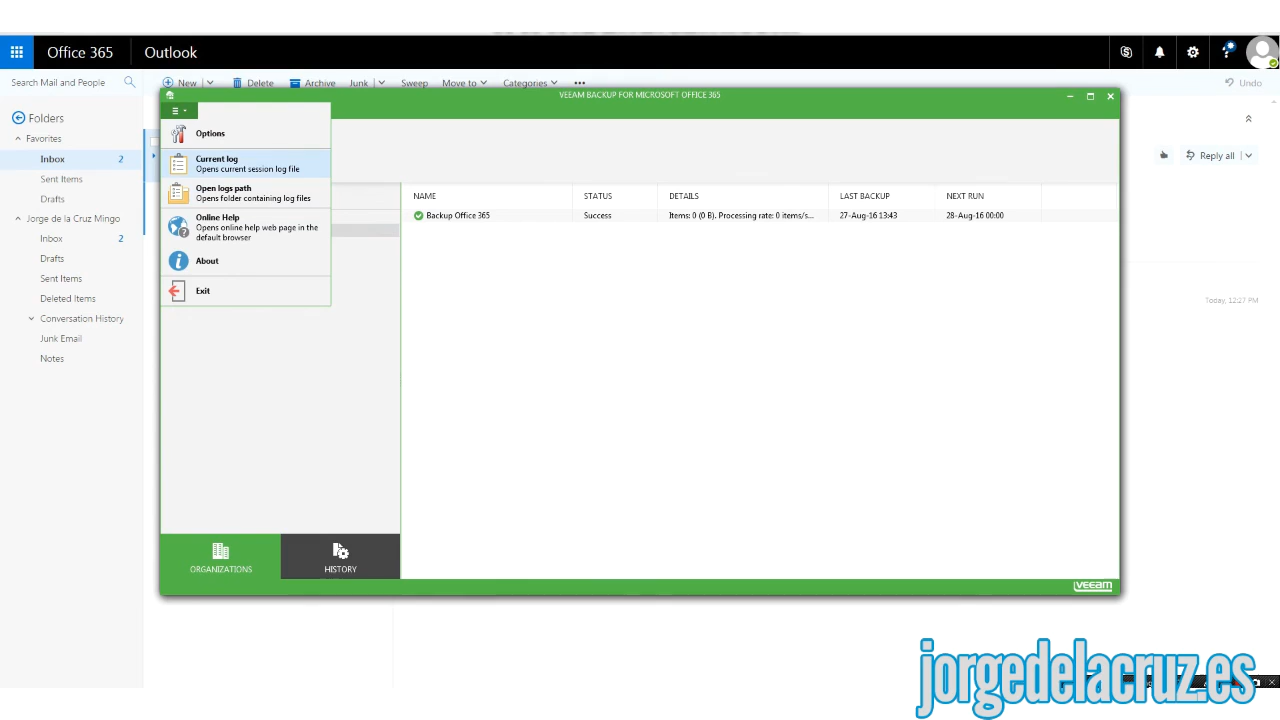 Office 365
Outlook
Search Mail and People
New
Delete
Archive
Junk
Sweep
Move to
Categories
Undo
Folders
Favorites
Inbox 2
Sent Items
Drafts
Jorge de la Cruz Mingo
Inbox 2
Drafts
Sent Items
Deleted Items
Conversation History
Junk Email
Notes
Reply all
Today, 12:27 PM
VEEAM BACKUP FOR MICROSOFT OFFICE 365
Options
Current log
Opens current session log file
Open logs path
Opens folder containing log files
Online Help
Opens online help web page in the
default browser
About
Exit
NAME STATUS DETAILS LAST BACKUP NEXT RUN
Backup Office 365 Success Items: 0 (0 B). Processing rate: 0 items/s... 27-Aug-16 13:43 28-Aug-16 00:00
ORGANIZATIONS
HISTORY
veeam
jorgedelacruz.es